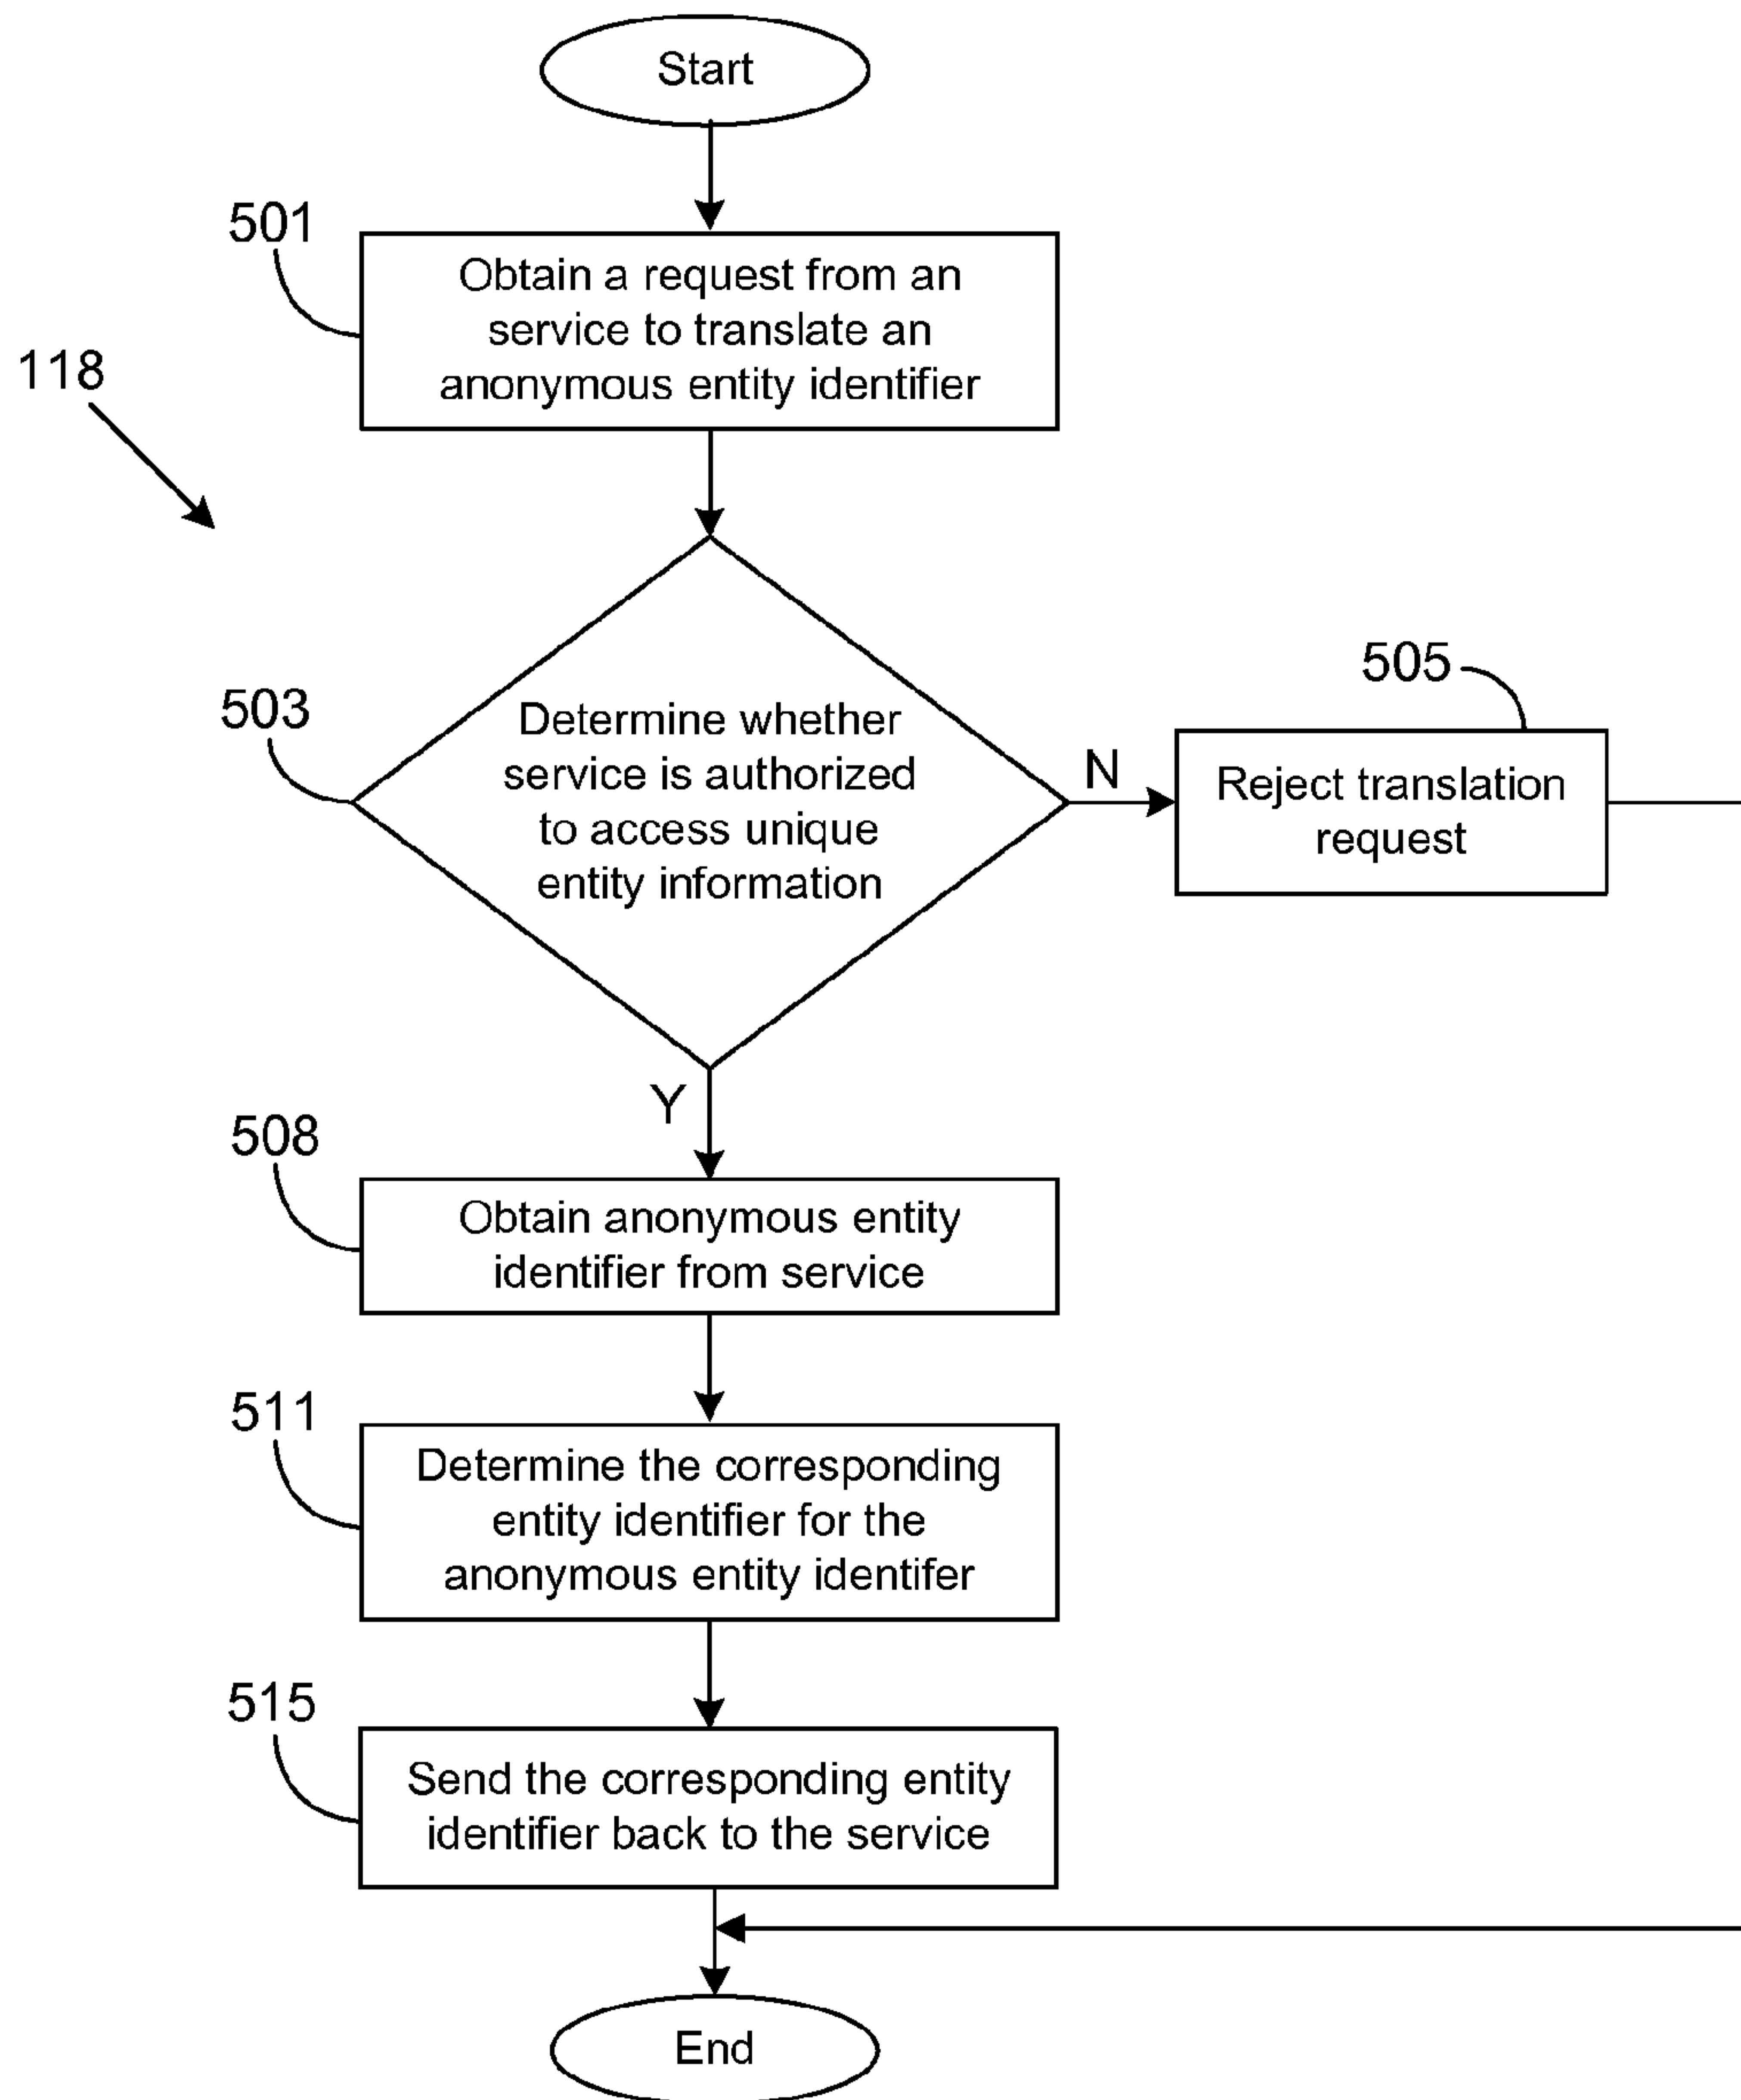 Start
501
Obtain a request from an
service to translate an
anonymous entity identifier
118
503
Determine whether
service is authorized
to access unique
entity information
N
505
Reject translation
request
Y
508
Obtain anonymous entity
identifier from service
511
Determine the corresponding
entity identifier for the
anonymous entity identifer
515
Send the corresponding entity
identifier back to the service
End